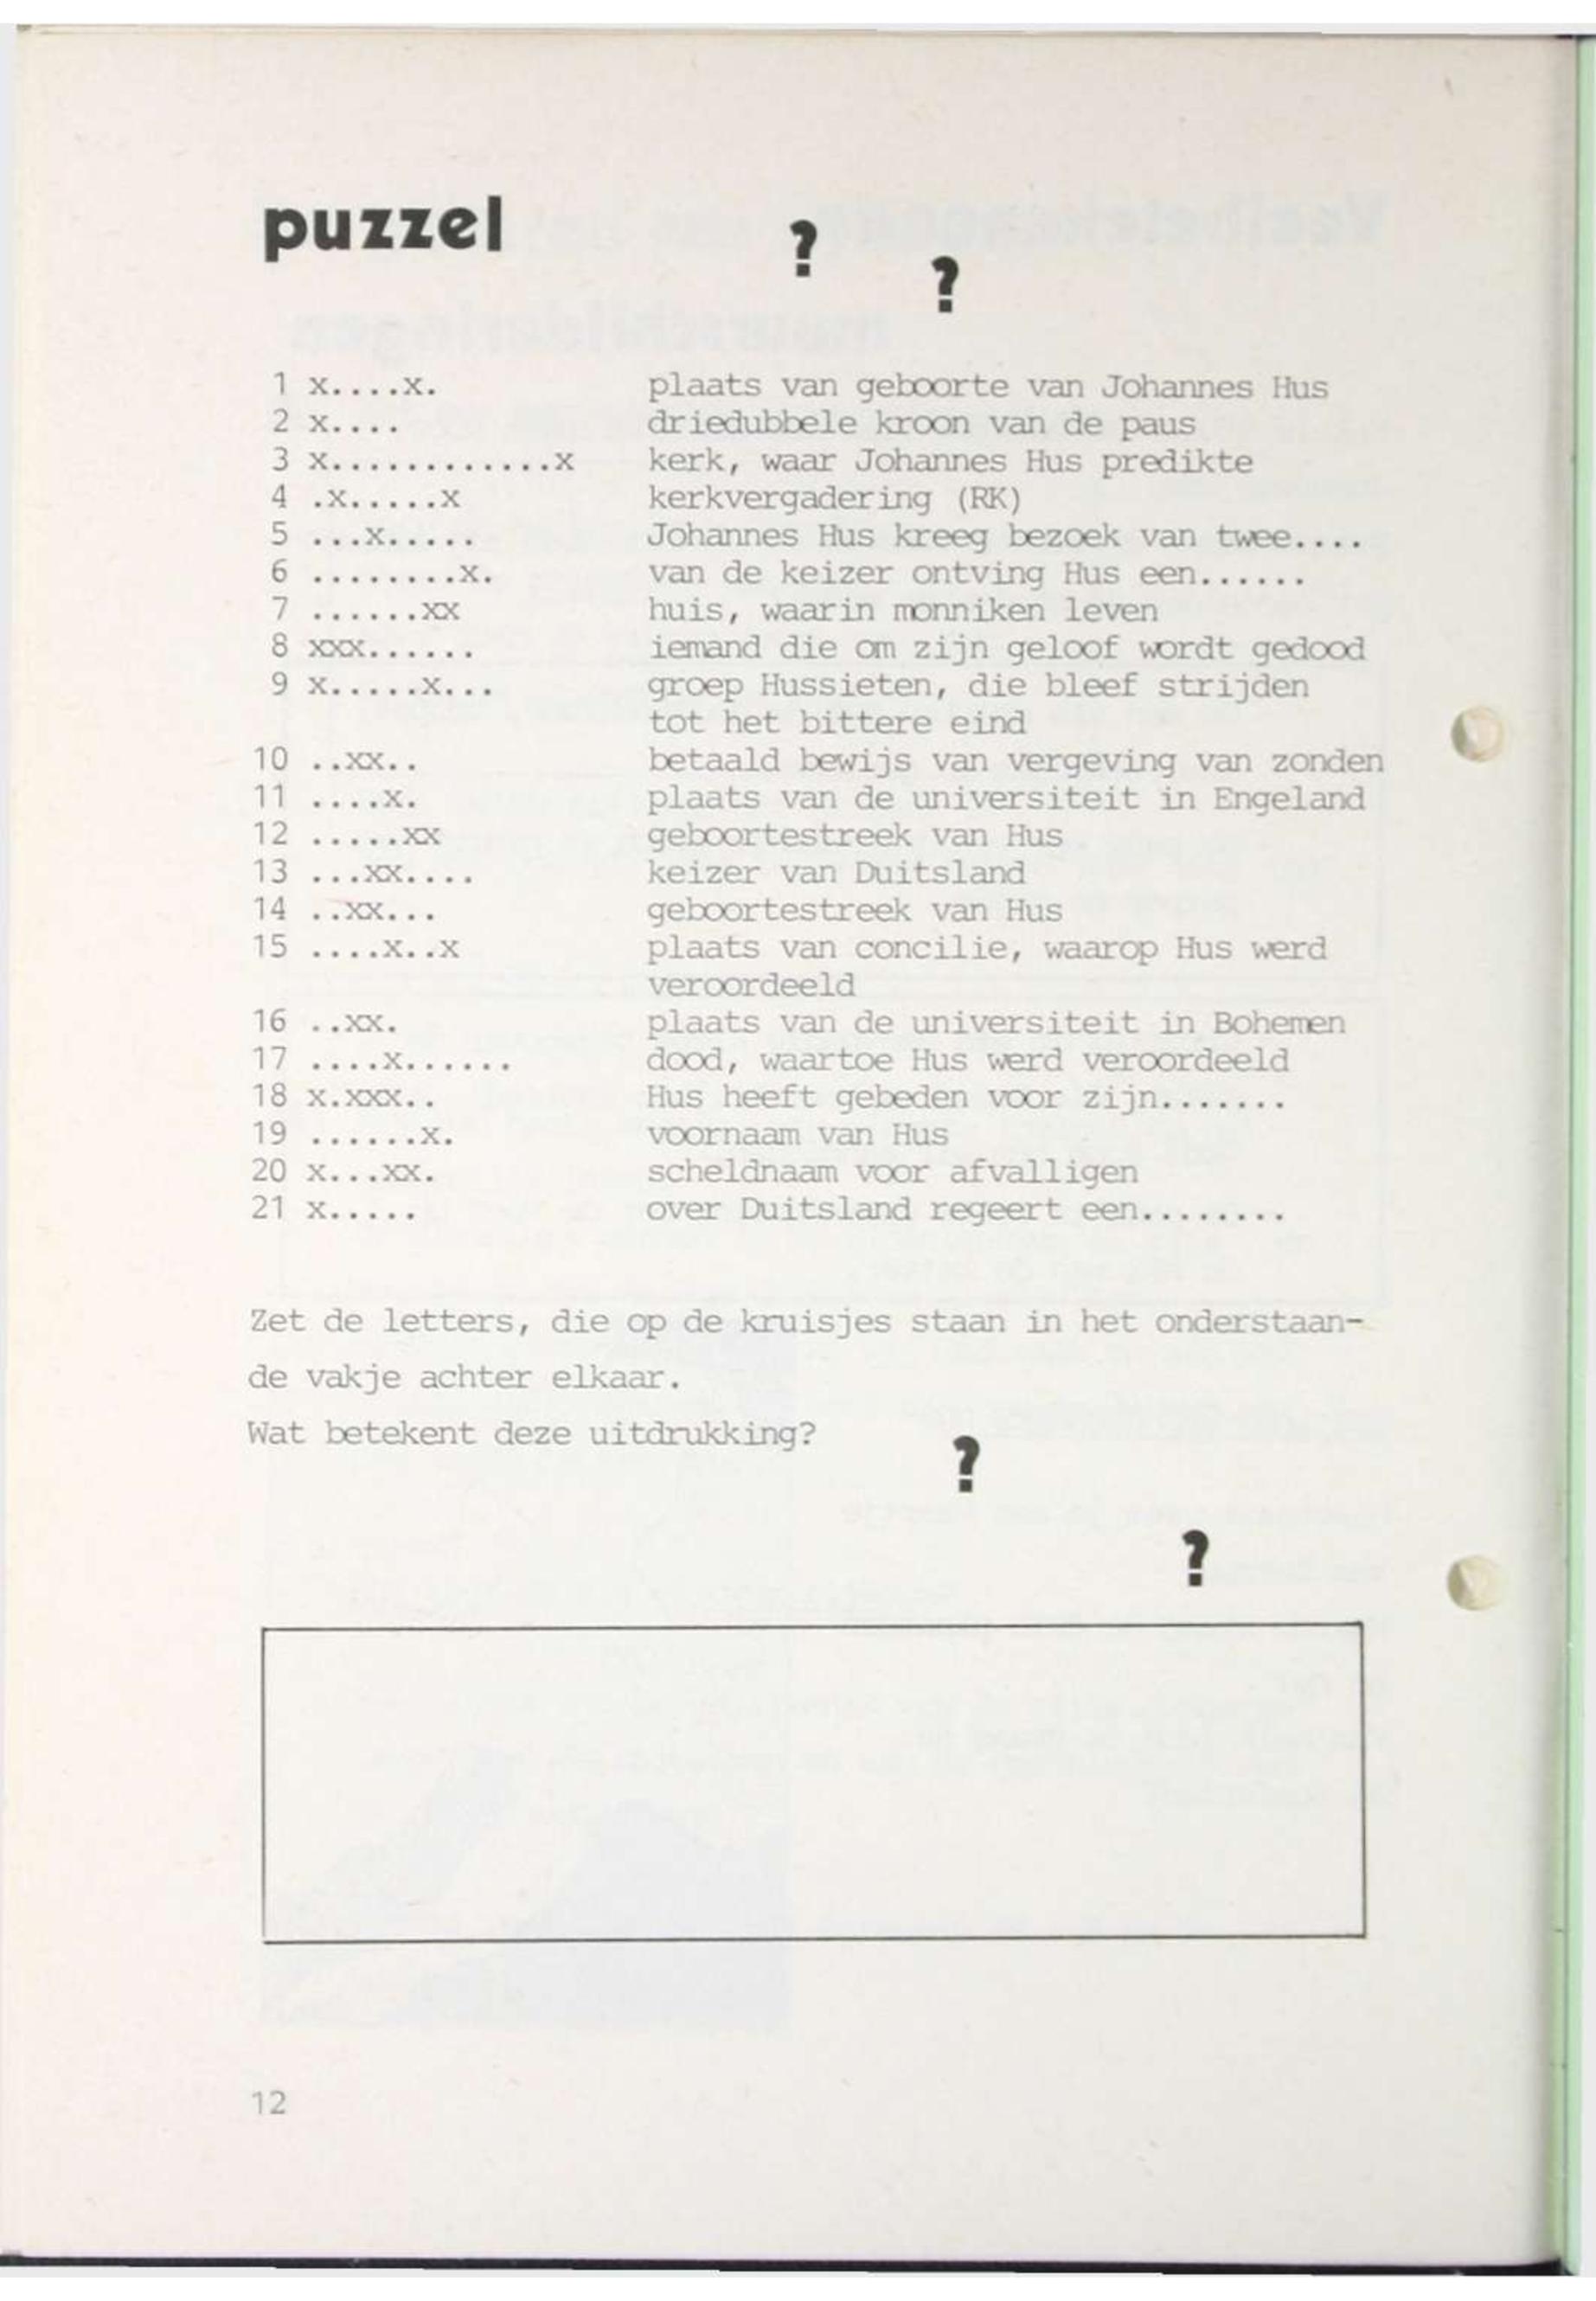 puzzel
?
?
1 x....x. plaats van geboorte van Johannes Hus
2 x.... driedubbele kroon van de paus
3 x............x kerk, waar Johannes Hus predikte
4 .x.....x kerkvergadering (RK)
5 ...x..... Johannes Hus kreeg bezoek van twee....
6 ........x. van de keizer ontving Hus een......
7 ......xx huis, waarin monniken leven
8 xxx...... iemand die om zijn geloof wordt gedood
9 x.....x... groep Hussieten, die bleef strijden
tot het bittere eind
10 ..xx.. betaald bewijs van vergeving van zonden
11 ....x. plaats van de universiteit in Engeland
12 .....xx geboortestreek van Hus
13 ...xx.... keizer van Duitsland
14 ..xx... geboortestreek van Hus
15 ....x..x plaats van concilie, waarop Hus werd
veroordeeld
16 ..xx. plaats van de universiteit in Bohemen
17 ....x...... dood, waartoe Hus werd veroordeeld
18 x.xxx.. Hus heeft gebeden voor zijn.......
19 ......x. voornaam van Hus
20 x...xx. scheldnaam voor afvalligen
21 x..... over Duitsland regeert een........
Zet de letters, die op de kruisjes staan in het onderstaan-
de vakje achter elkaar.
Wat betekent deze uitdrukking?
?
?
12